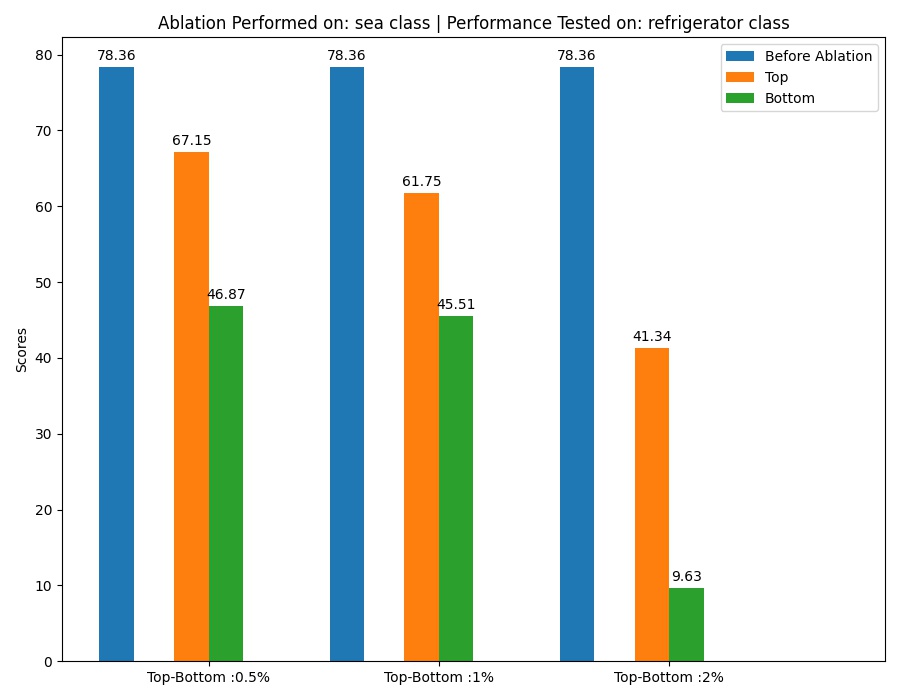 Ablation Performed on: sea class | Performance Tested on: refrigerator class
Before Ablation
Top
Bottom
Scores
80
70
60
50
40
30
20
10
0
78.36
67.15
46.87
78.36
61.75
45.51
78.36
41.34
9.63
Top-Bottom :0.5%
Top-Bottom :1%
Top-Bottom :2%